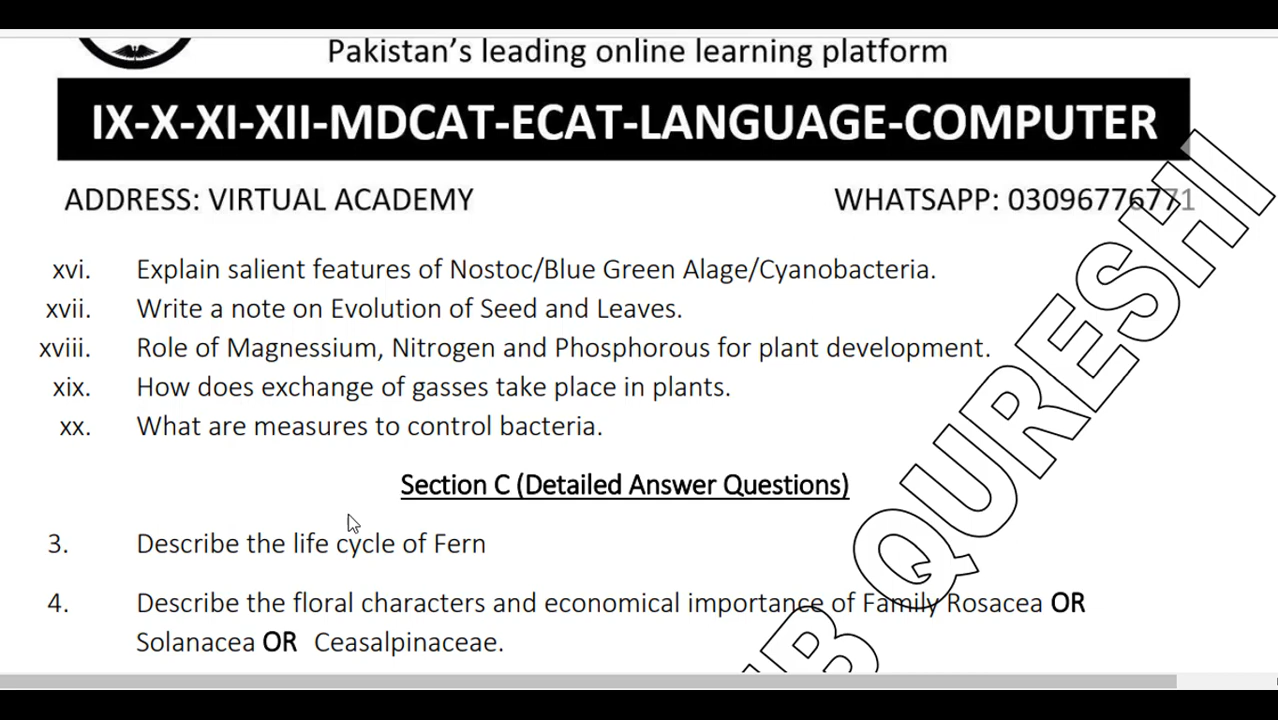 Pakistan's leading online learning platform
IX-X-XI-XII-MDCAT-ECAT-LANGUAGE-COMPUTER
ADDRESS: VIRTUAL ACADEMY WHATSAPP: 03096776771
xvi. Explain salient features of Nostoc/Blue Green Alage/Cyanobacteria.
xvii. Write a note on Evolution of Seed and Leaves.
xviii. Role of Magnessium, Nitrogen and Phosphorous for plant development.
xix. How does exchange of gasses take place in plants.
xx. What are measures to control bacteria.
Section C (Detailed Answer Questions)
3. Describe the life cycle of Fern
4. Describe the floral characters and economical importance of Family Rosacea OR
Solanacea OR Ceasalpinaceae.
QURESHI